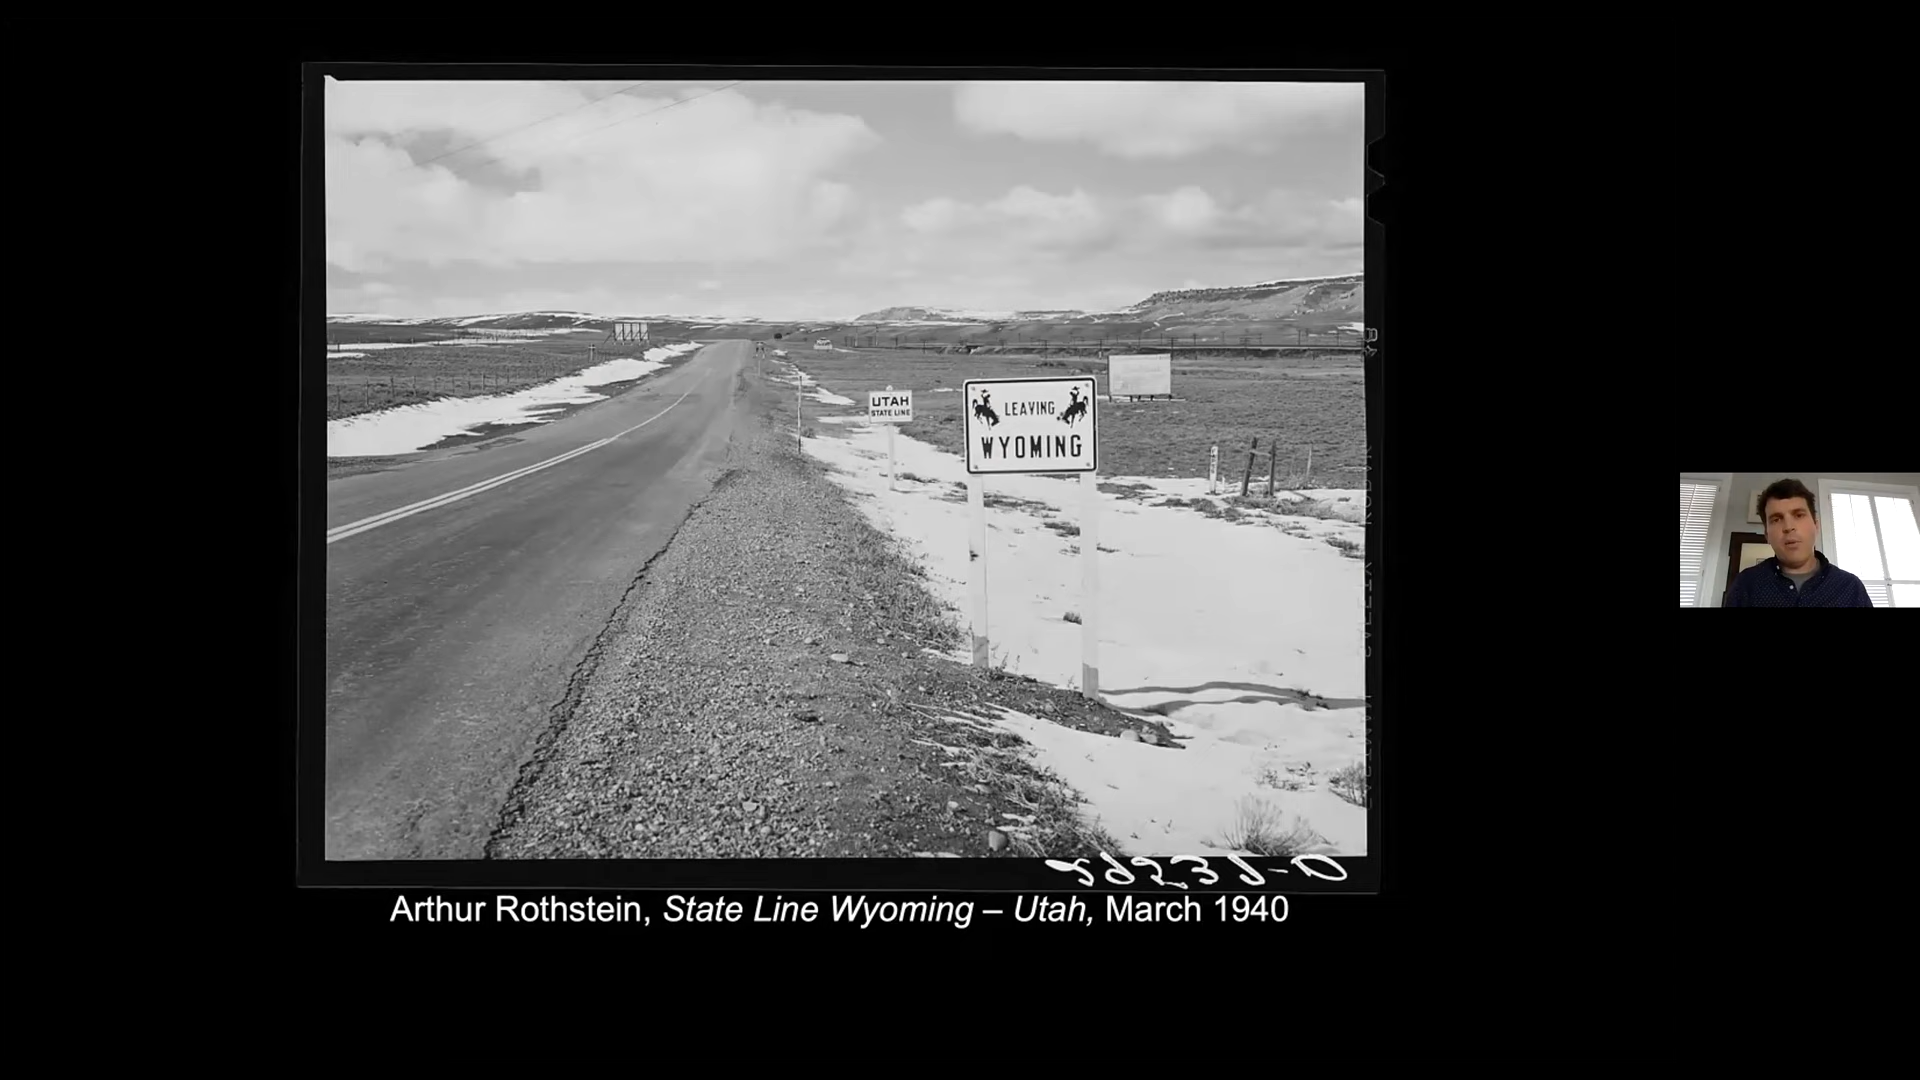 UTAH
STATE LINE
LEAVING
WYOMING
Arthur Rothstein, State Line Wyoming – Utah, March 1940